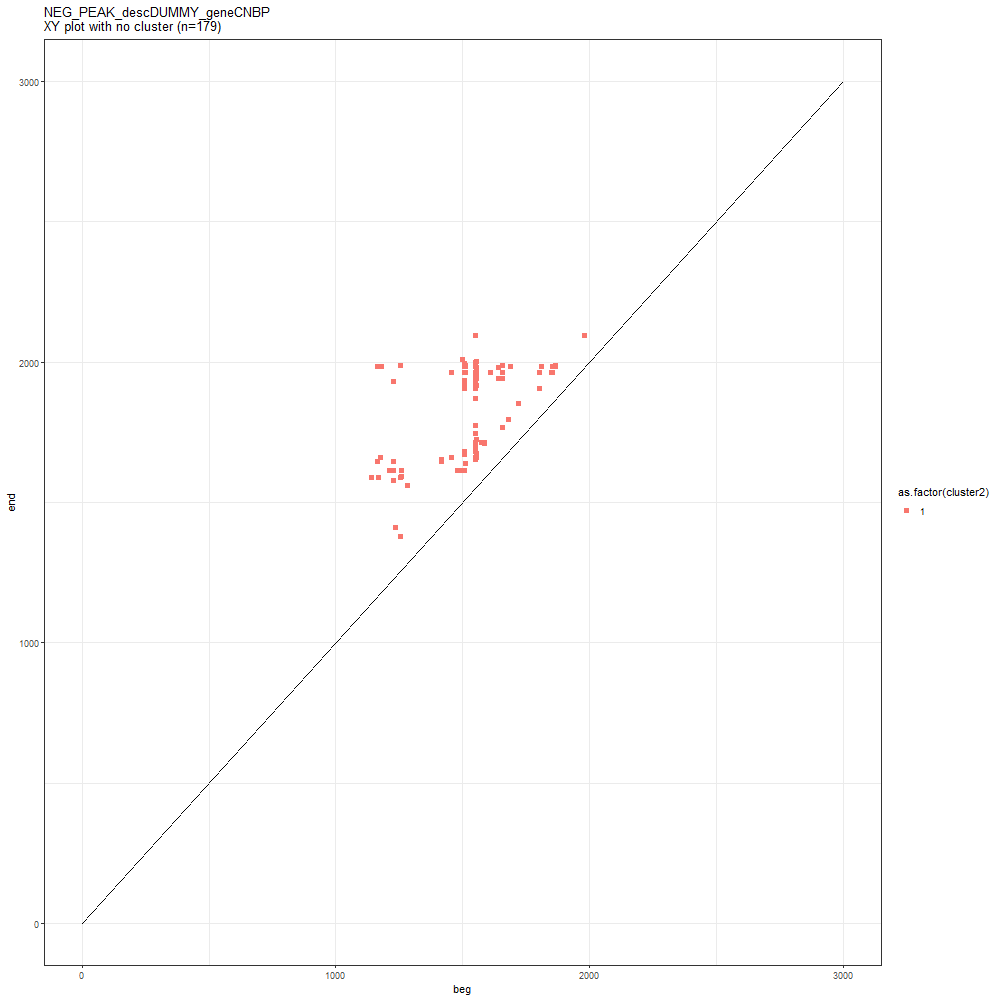 NEG_PEAK_descDUMMY_geneCNBP
XY plot with no cluster (n=179)
3000
2000
1000
0
end
0
1000
2000
3000
beg
as.factor(cluster2)
1